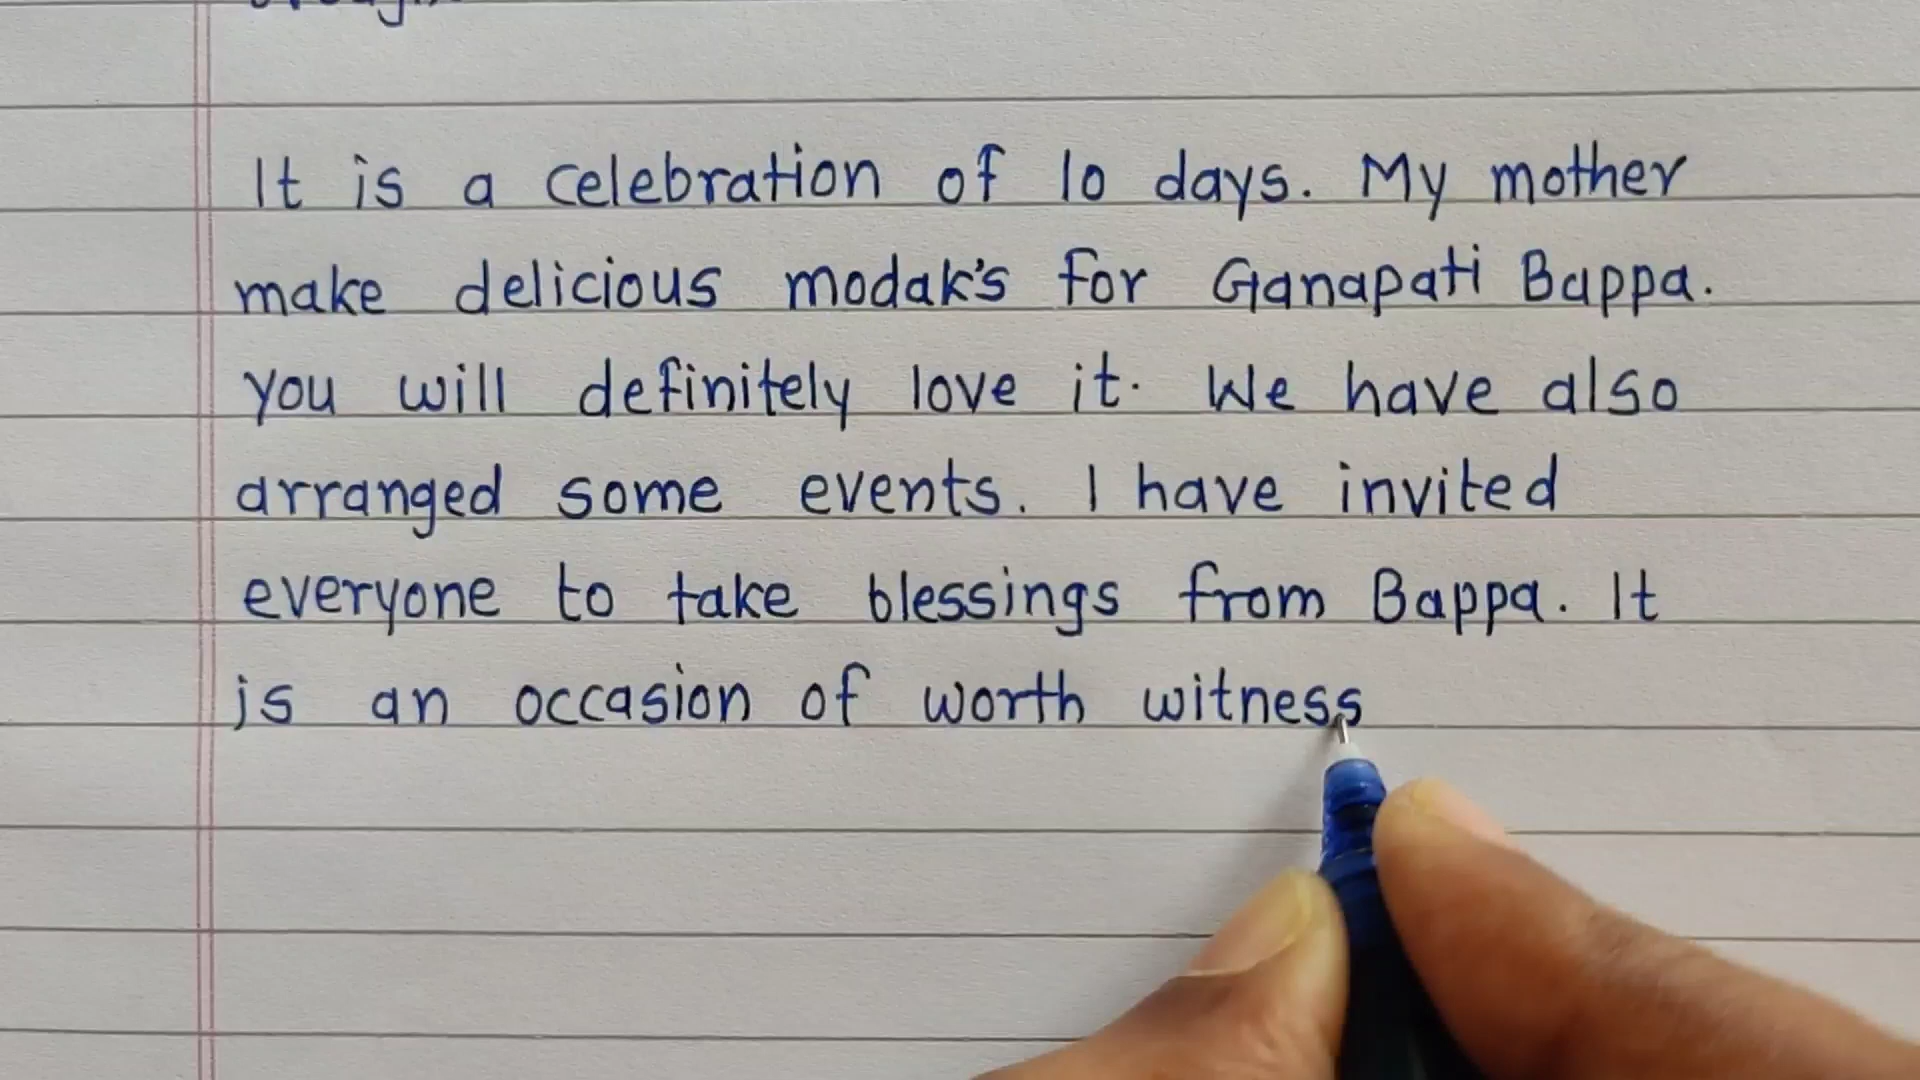 It is a celebration of 10 days. My mother
make delicious modak's for Ganapati Bappa.
you will definitely love it. We have also
arranged some events. I have invited
everyone to take blessings from Bappa. It
is an occasion of worth witness